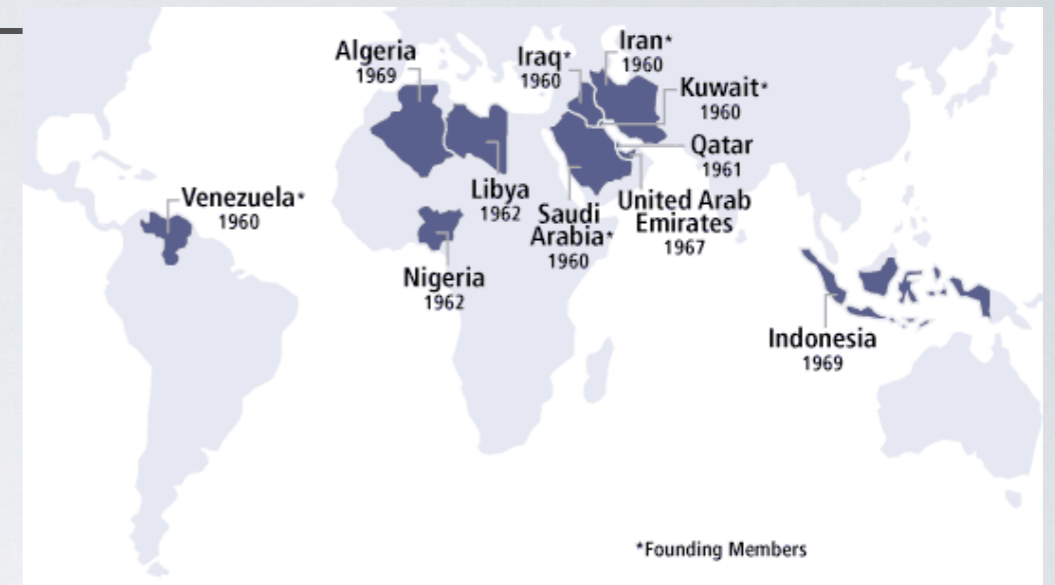 Algeria
1969
Iraq*
1960
Iran*
1960
Kuwait*
1960
Qatar
1961
United Arab
Emirates
1967
Saudi
Arabia*
1960
Libya
1962
Nigeria
1962
Venezuela*
1960
Indonesia
1969
*Founding Members